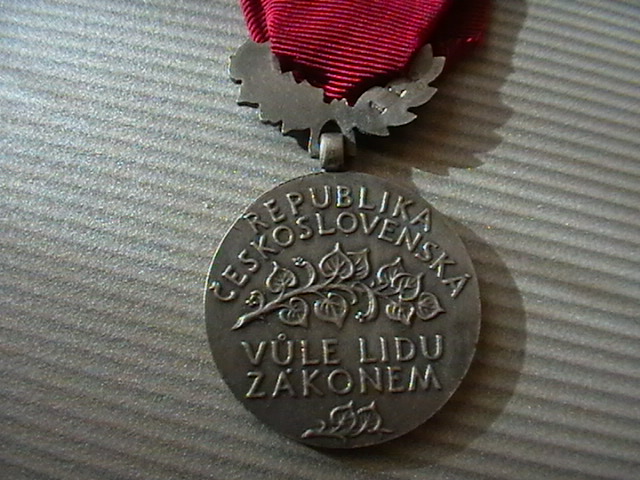 REPUBLIKA
ČESKOSLOVENSKÁ
VŮLE LIDU
ZÁKONEM